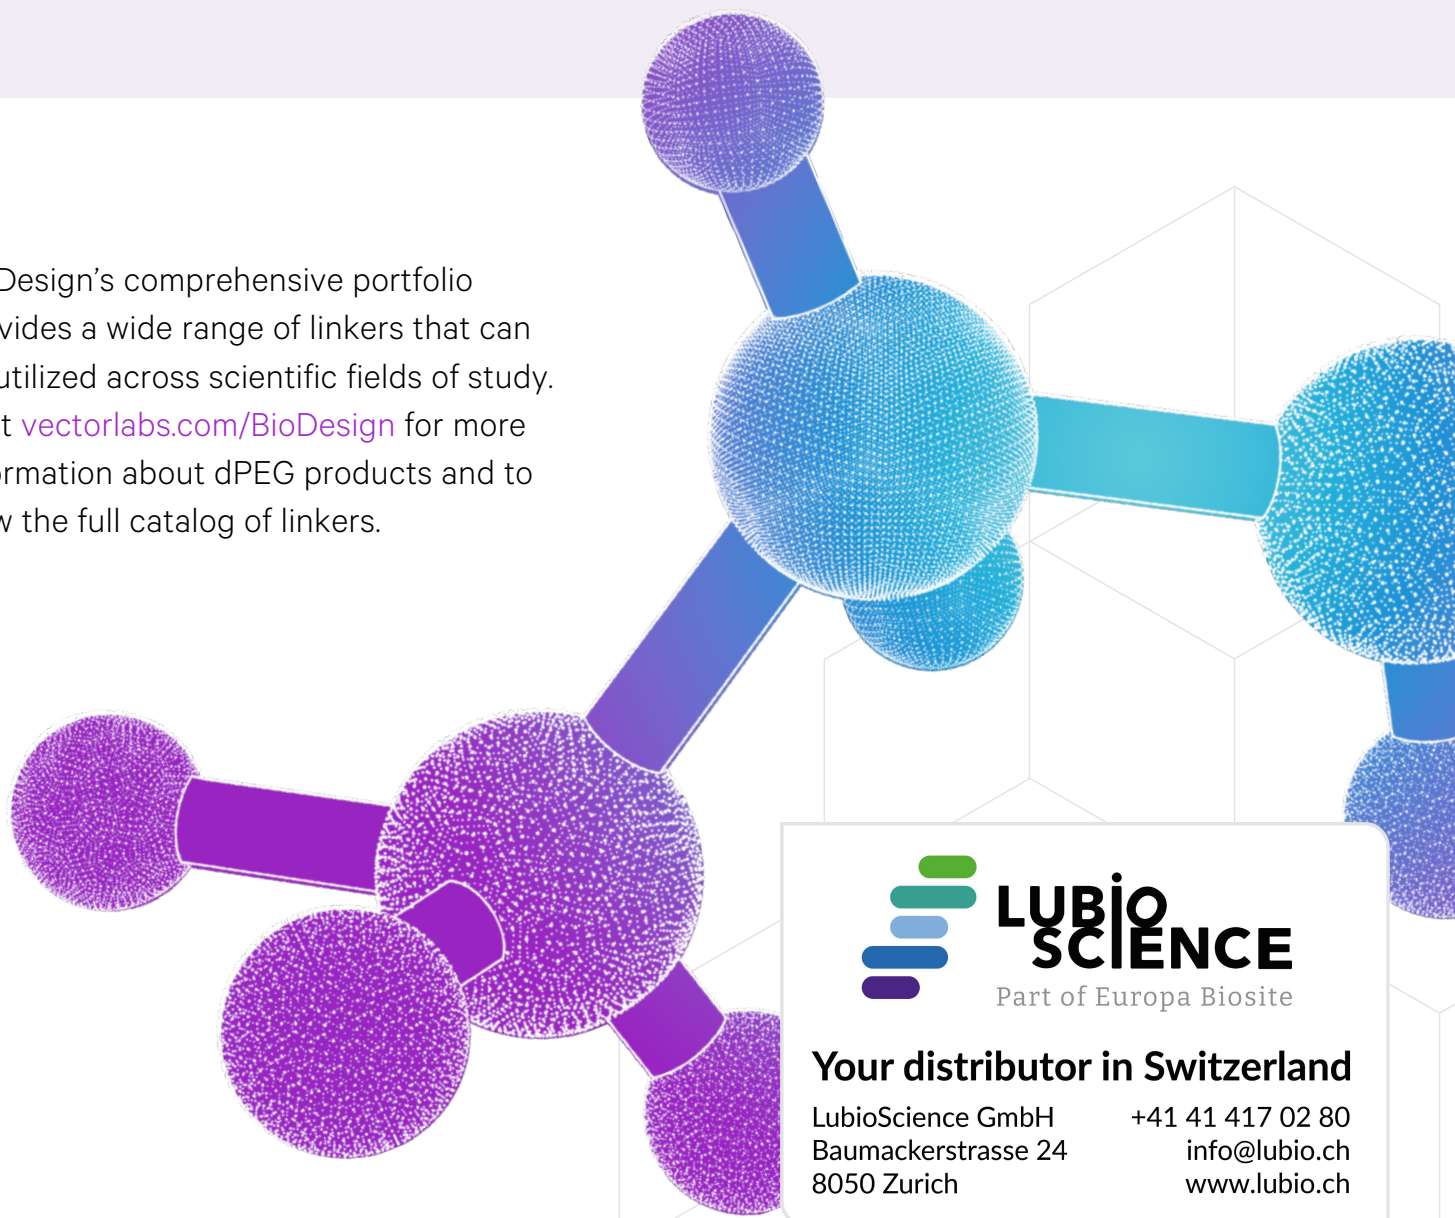 Design’s comprehensive portfolio
vides a wide range of linkers that can
utilized across scientific fields of study.
t vectorlabs.com/BioDesign for more
ormation about dPEG products and to
w the full catalog of linkers.
LUBIO
SCIENCE
Part of Europa Biosite
Your distributor in Switzerland
LubioScience GmbH +41 41 417 02 80
Baumackerstrasse 24 info@lubio.ch
8050 Zurich www.lubio.ch